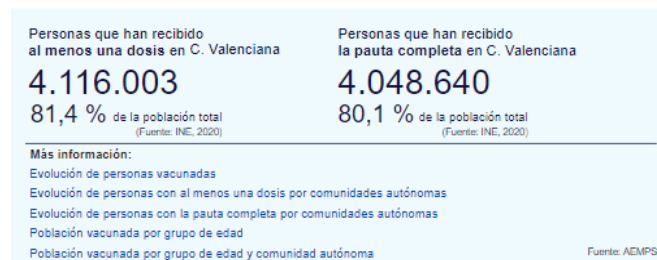 Personas que han recibido
al menos una dosis en C. Valenciana
4.116.003
81,4 % de la población total
(Fuente: INE, 2020)
Personas que han recibido
la pauta completa en C. Valenciana
4.048.640
80,1 % de la población total
(Fuente: INE, 2020)
Más información:
Evolución de personas vacunadas
Evolución de personas con al menos una dosis por comunidades autónomas
Evolución de personas con la pauta completa por comunidades autónomas
Población vacunada por grupo de edad
Población vacunada por grupo de edad y comunidad autónoma
Fuente: AEMPS